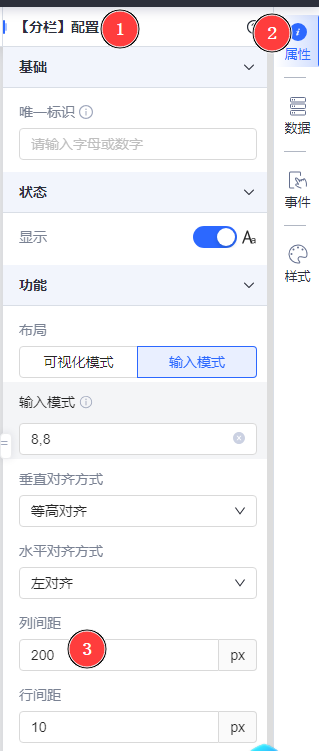 【分栏】配置
1
2
属性
基础
唯一标识
请输入字母或数字
数据
状态
显示
Aa
事件
功能
样式
布局
可视化模式
输入模式
输入模式
8,8
垂直对齐方式
等高对齐
水平对齐方式
左对齐
列间距
200
3
px
行间距
10
px